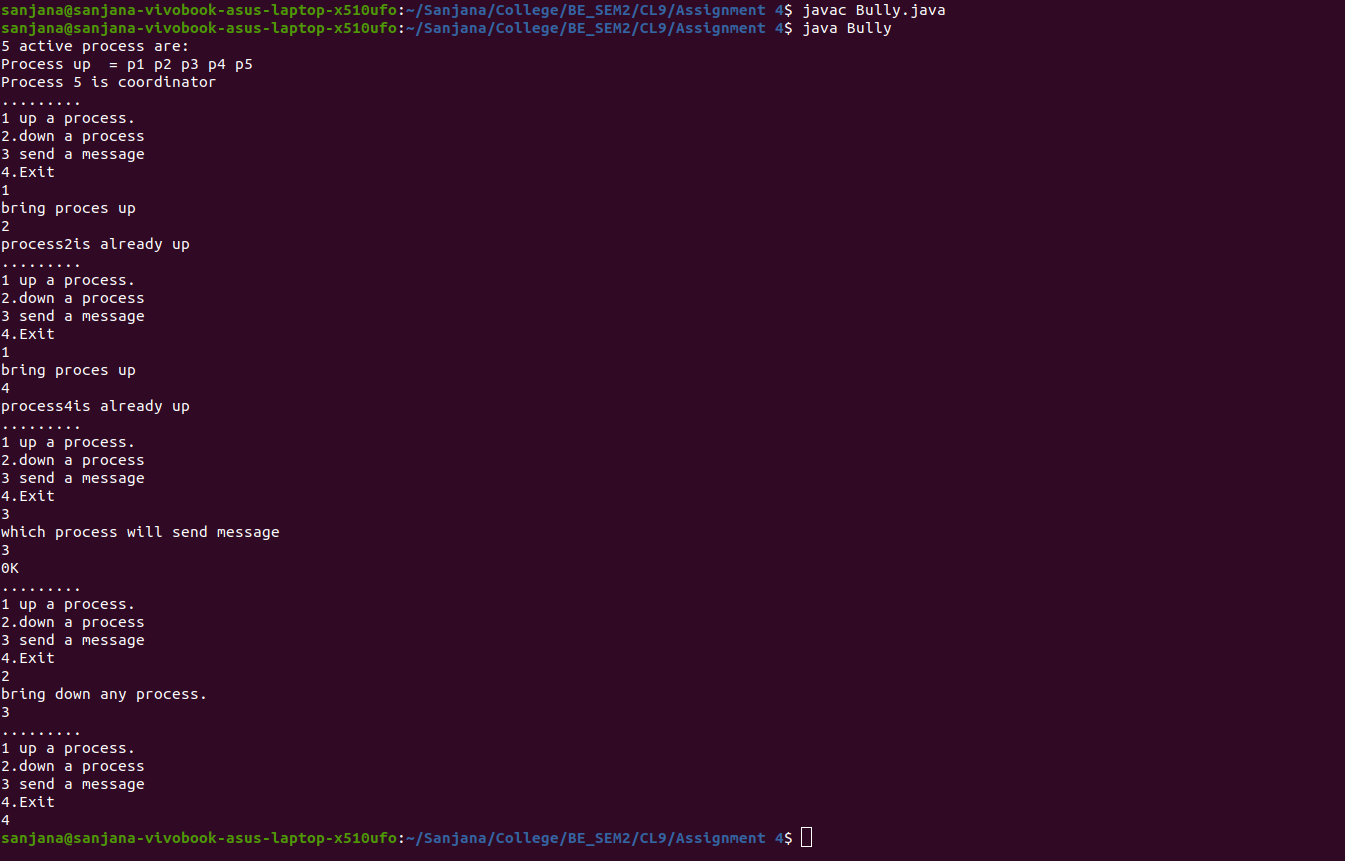 sanjana@sanjana-vivobook-asus-laptop-x510ufo:~/Sanjana/College/BE_SEM2/CL9/Assignment 4$ javac Bully.java
sanjana@sanjana-vivobook-asus-laptop-x510ufo:~/Sanjana/College/BE_SEM2/CL9/Assignment 4$ java Bully
5 active process are:
Process up  = p1 p2 p3 p4 p5
Process 5 is coordinator
.........
1 up a process.
2.down a process
3 send a message
4.Exit
1
bring proces up
2
process2is already up
.........
1 up a process.
2.down a process
3 send a message
4.Exit
1
bring proces up
4
process4is already up
.........
1 up a process.
2.down a process
3 send a message
4.Exit
3
which process will send message
3
0K
.........
1 up a process.
2.down a process
3 send a message
4.Exit
2
bring down any process.
3
.........
1 up a process.
2.down a process
3 send a message
4.Exit
4
sanjana@sanjana-vivobook-asus-laptop-x510ufo:~/Sanjana/College/BE_SEM2/CL9/Assignment 4$